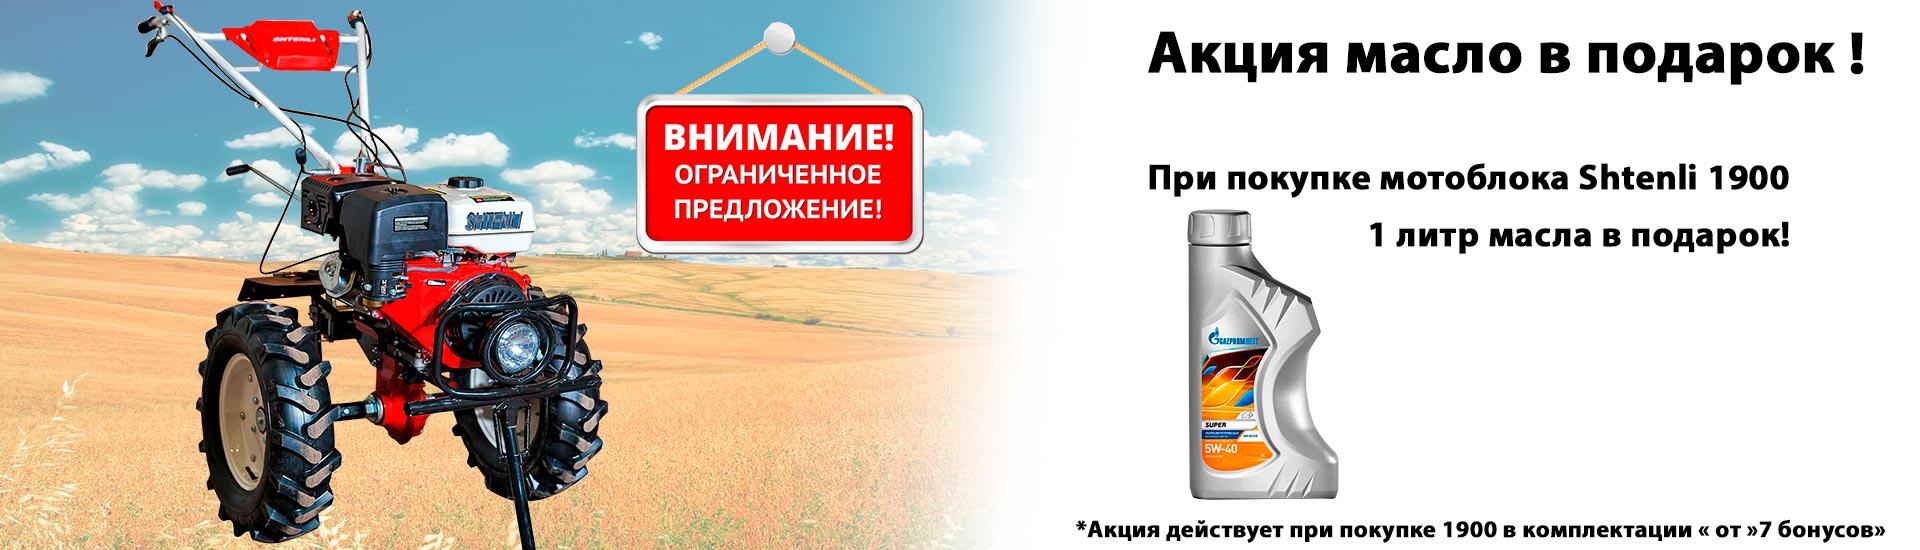 SHTENLI
SHTENLI
ВНИМАНИЕ!
ОГРАНИЧЕННОЕ
ПРЕДЛОЖЕНИЕ!
Акция масло в подарок !
При покупке мотоблока Shtenli 1900
1 литр масла в подарок!
GAZPROMNEFT
SUPER
5W-40
*Акция действует при покупке 1900 в комплектации « от »7 бонусов»